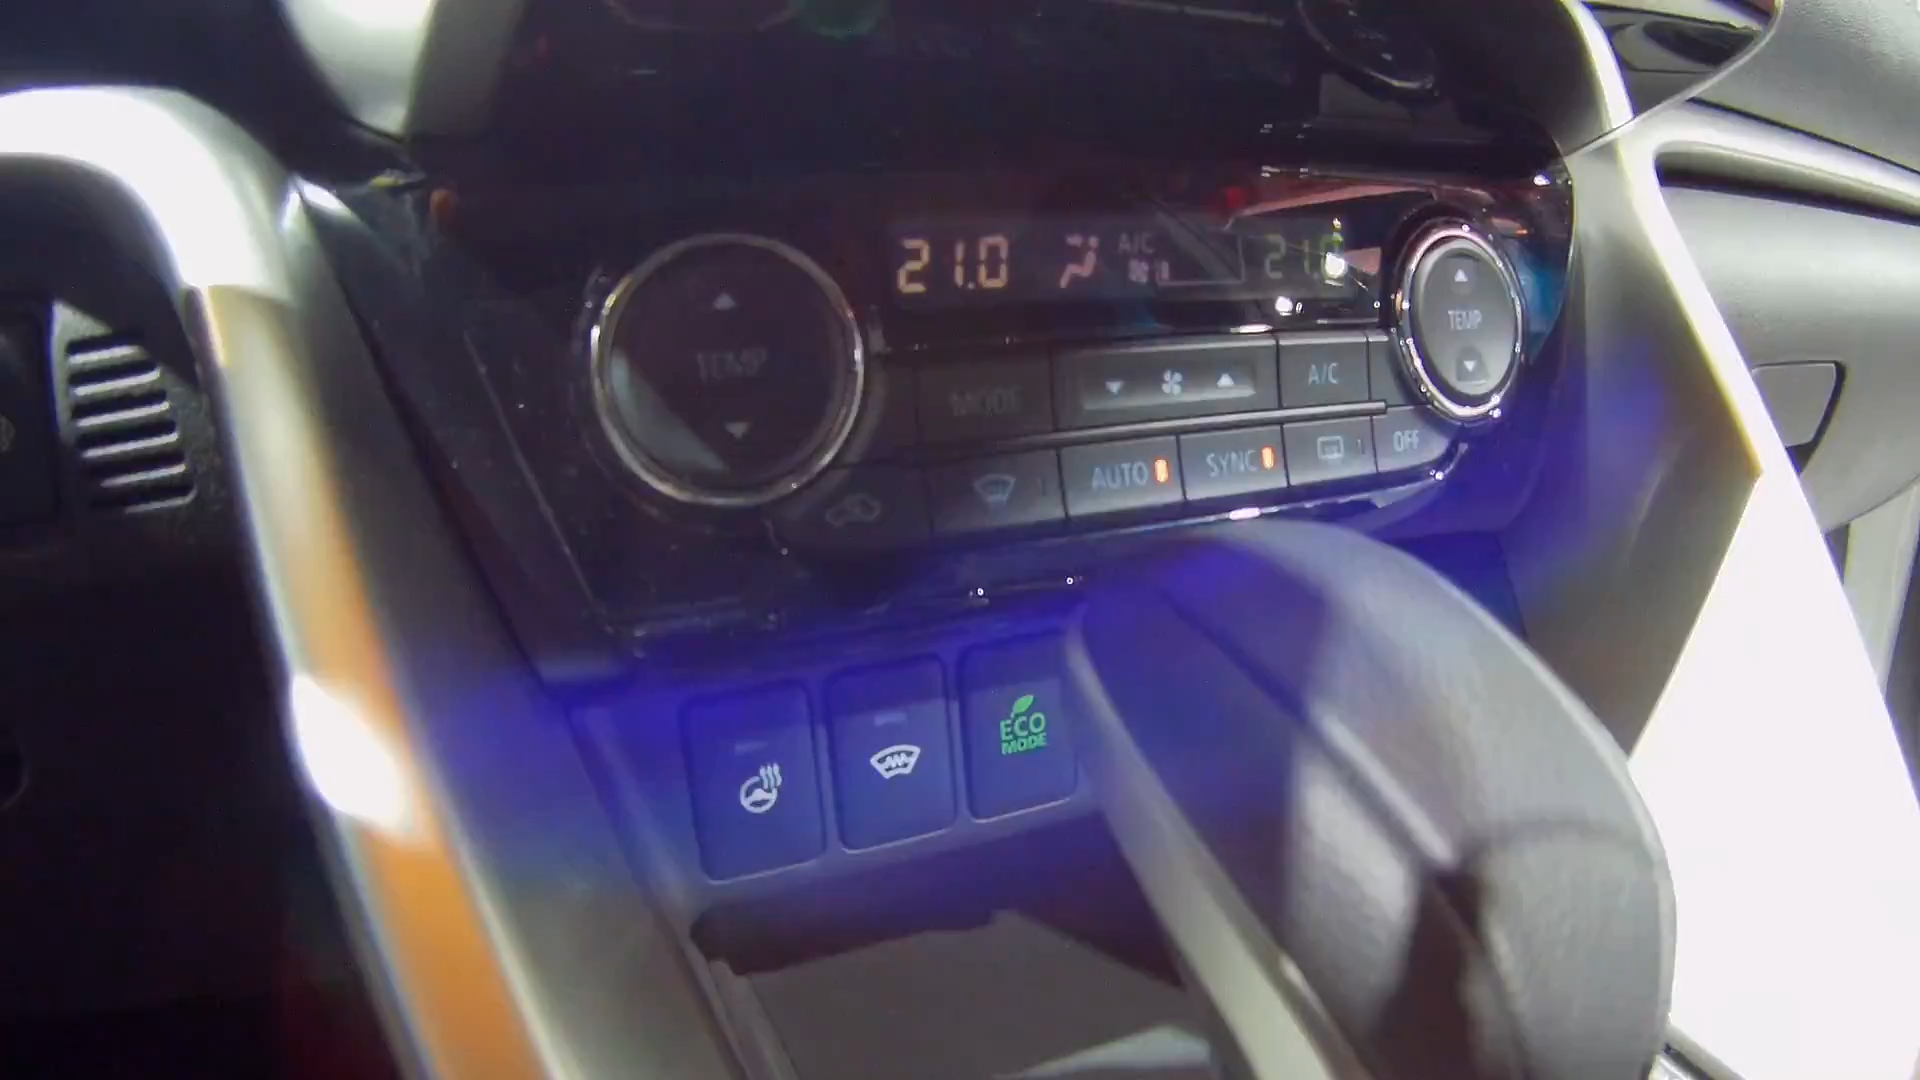 21.0 A/C 21.0
TEMP
TEMP
MODE
A/C
AUTO
SYNC
OFF
ECO
MODE